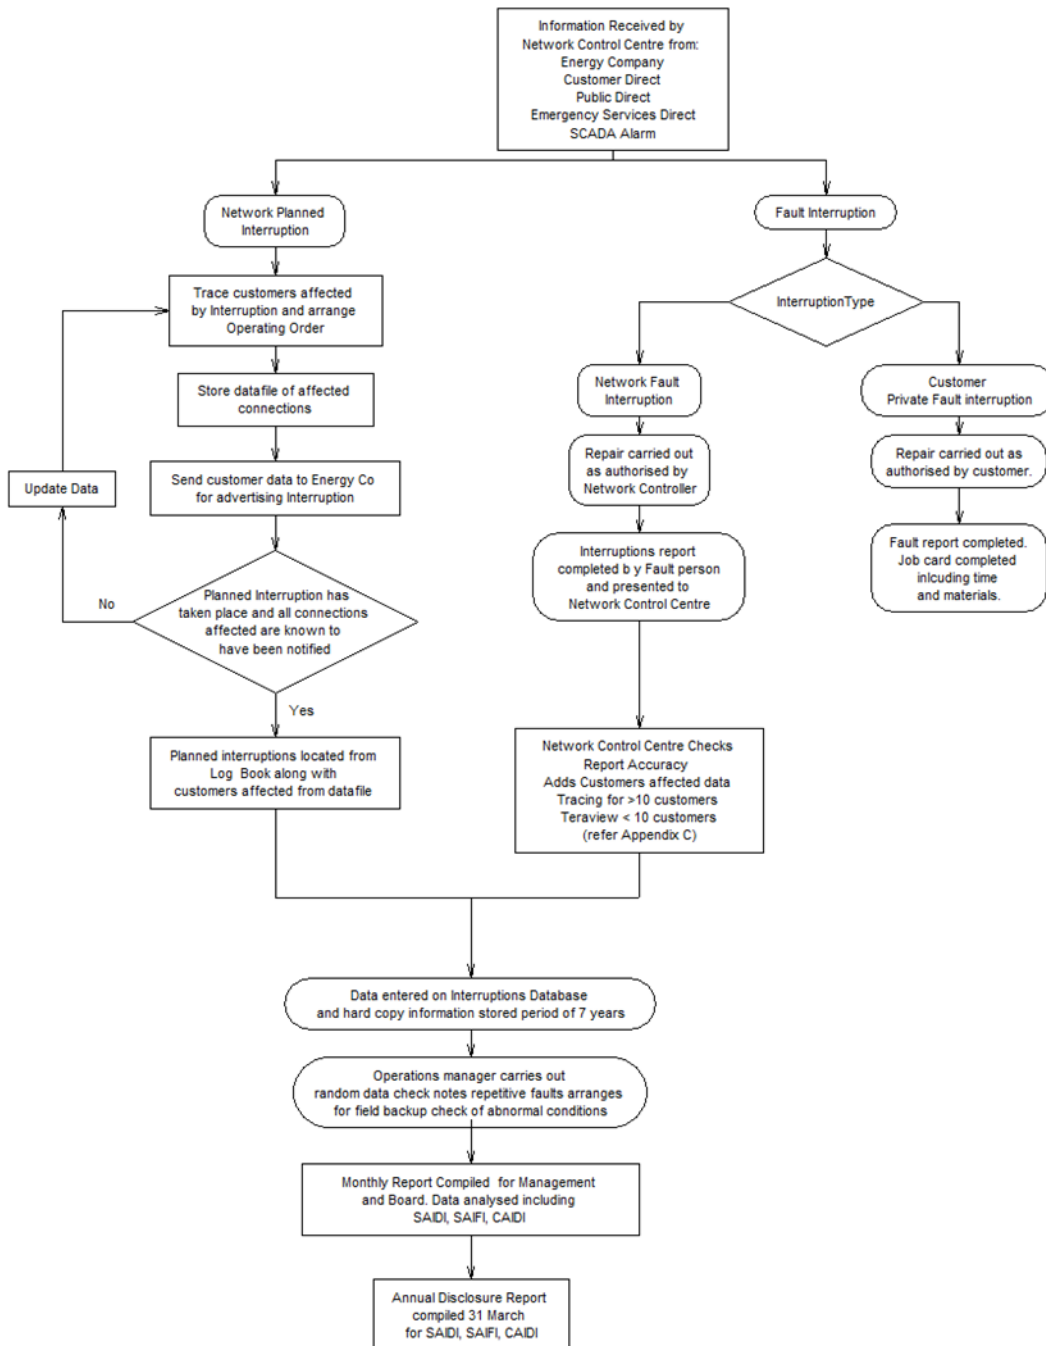 Information Received by
Network Control Centre from:
Energy Company
Customer Direct
Public Direct
Emergency Services Direct
SCADA Alarm
Network Planned
Interruption
Fault Interruption
Trace customers affected
by Interruption and arrange
Operating Order
InterruptionType
Store datafile of affected
connections
Network Fault
Interruption
Customer
Private Fault interruption
Update Data
Send customer data to Energy Co
for advertising Interruption
Repair carried out
as authorised by
Network Controller
Repair carried out as
authorised by customer.
No
Planned Interruption has
taken place and all connections
affected are known to
have been notified
Interruptions report
completed b y Fault person
and presented to
Network Control Centre
Fault report completed.
Job card completed
inlcuding time
and materials.
Yes
Planned interruptions located from
Log Book along with
customers affected from datafile
Network Control Centre Checks
Report Accuracy
Adds Customers affected data
Tracing for >10 customers
Teraview < 10 customers
(refer Appendix C)
Data entered on Interruptions Database
and hard copy information stored period of 7 years
Operations manager carries out
random data check notes repetitive faults arranges
for field backup check of abnormal conditions
Monthly Report Compiled for Management
and Board. Data analysed including
SAIDI, SAIFI, CAIDI
Annual Disclosure Report
compiled 31 March
for SAIDI, SAIFI, CAIDI